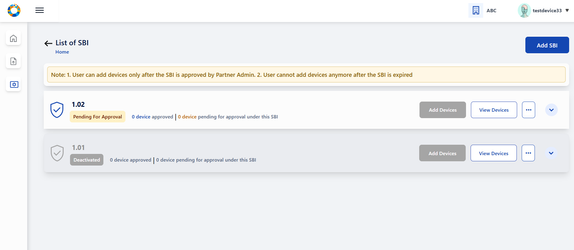 ABC
testdevice33
List of SBI
Home
Add SBI
Note: 1. User can add devices only after the SBI is approved by Partner Admin. 2. User cannot add devices anymore after the SBI is expired
1.02
Pending For Approval 0 device approved | 0 device pending for approval under this SBI
Add Devices View Devices ...
1.01
Deactivated 0 device approved | 0 device pending for approval under this SBI
Add Devices View Devices ...